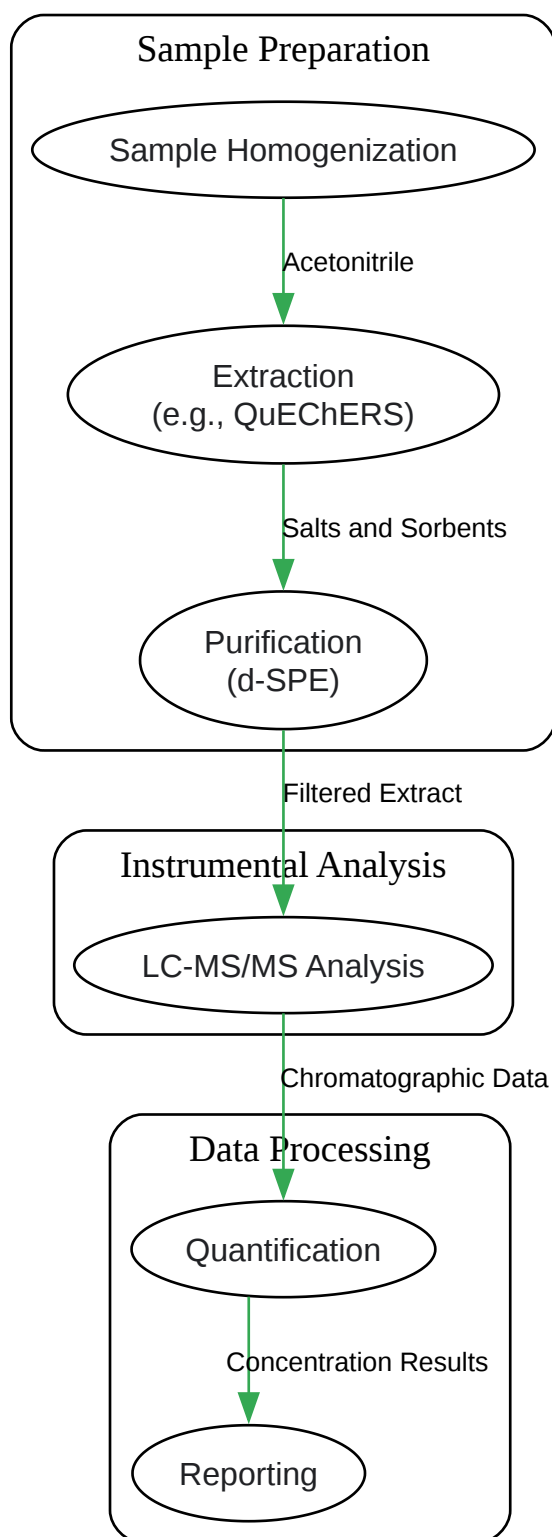 Sample Preparation
Sample Homogenization
Acetonitrile
Extraction
(e.g., QuEChERS)
Salts and Sorbents
Purification
(d-SPE)
Filtered Extract
Instrumental Analysis
LC-MS/MS Analysis
Chromatographic Data
Data Processing
Quantification
Concentration Results
Reporting